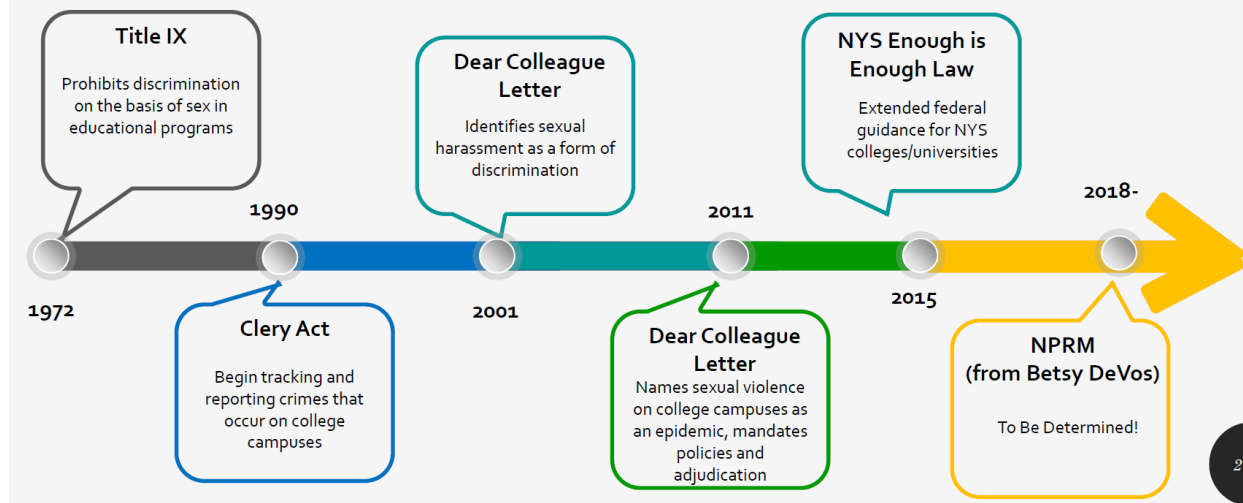 Title IX
Prohibits discrimination
on the basis of sex in
educational programs
1972
1990
Clery Act
Begin tracking and
reporting crimes that
occur on college
campuses
Dear Colleague
Letter
Identifies sexual
harassment as a form of
discrimination
2001
2011
Dear Colleague
Letter
Names sexual violence
on college campuses as
an epidemic, mandates
policies and
adjudication
NYS Enough is
Enough Law
Extended federal
guidance for NYS
colleges/universities
2015
2018-
NPRM
(from Betsy DeVos)
To Be Determined!
2